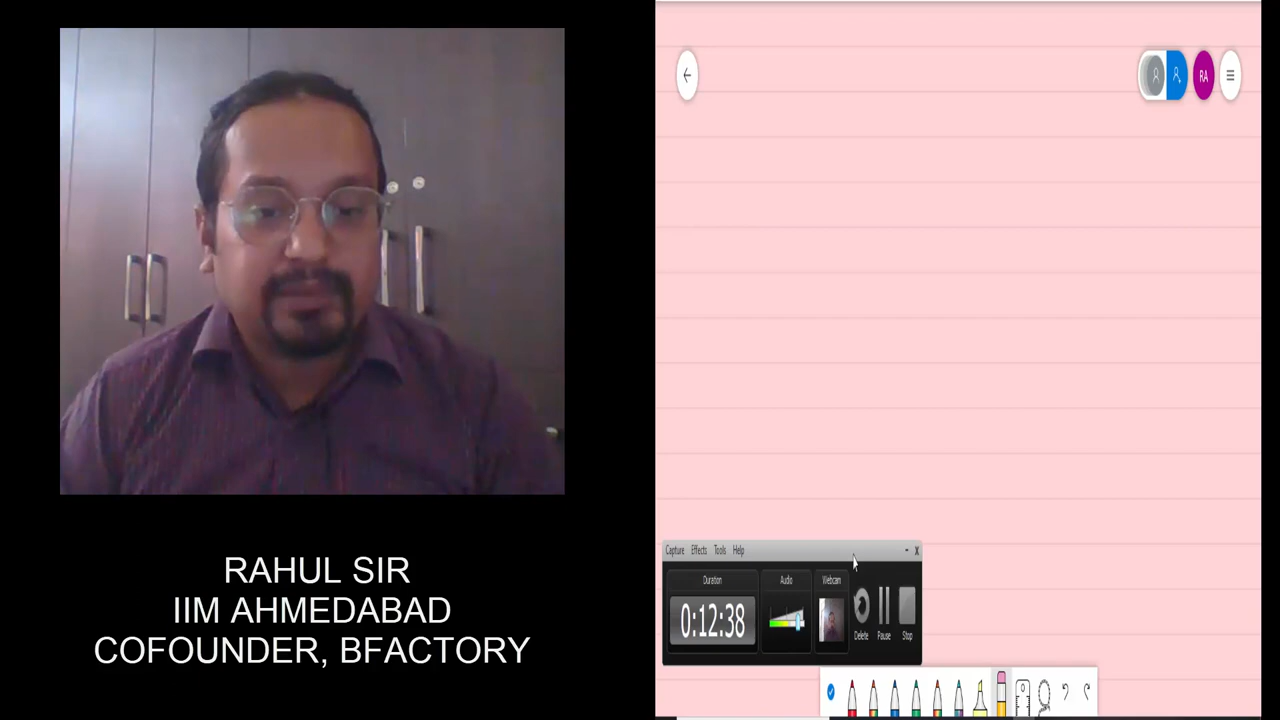 RA
Capture Effects Tools Help
Duration Audio Webcam
0:12:38
Delete Pause Stop
RAHUL SIR
IIM AHMEDABAD
COFOUNDER, BFACTORY